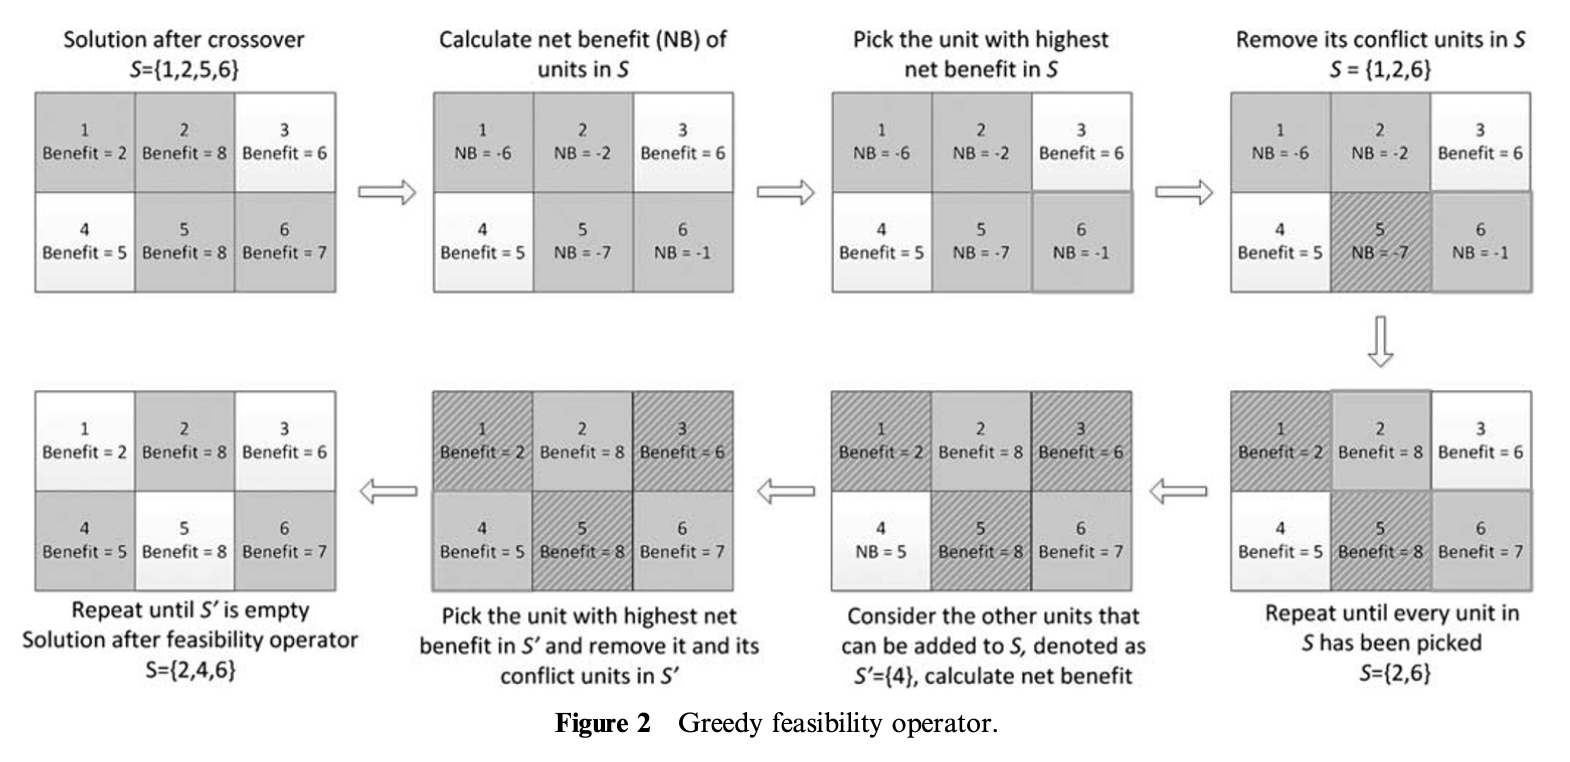 Solution after crossover
S={1,2,5,6}
1
Benefit = 2
2
Benefit = 8
3
Benefit = 6
4
Benefit = 5
5
Benefit = 8
6
Benefit = 7
Calculate net benefit (NB) of
units in S
1
NB = -6
2
NB = -2
3
Benefit = 6
4
Benefit = 5
5
NB = -7
6
NB = -1
Pick the unit with highest
net benefit in S
1
NB = -6
2
NB = -2
3
Benefit = 6
4
Benefit = 5
5
NB = -7
6
NB = -1
Remove its conflict units in S
S = {1,2,6}
1
NB = -6
2
NB = -2
3
Benefit = 6
4
Benefit = 5
5
NB = -7
6
NB = -1
1
Benefit = 2
2
Benefit = 8
3
Benefit = 6
4
Benefit = 5
5
Benefit = 8
6
Benefit = 7
Repeat until every unit in
S has been picked
S={2,6}
1
Benefit = 2
2
Benefit = 8
3
Benefit = 6
4
NB = 5
5
Benefit = 8
6
Benefit = 7
Consider the other units that
can be added to S, denoted as
S′={4}, calculate net benefit
1
Benefit = 2
2
Benefit = 8
3
Benefit = 6
4
Benefit = 5
5
Benefit = 8
6
Benefit = 7
Pick the unit with highest net
benefit in S′ and remove it and its
conflict units in S′
1
Benefit = 2
2
Benefit = 8
3
Benefit = 6
4
Benefit = 5
5
Benefit = 8
6
Benefit = 7
Repeat until S′ is empty
Solution after feasibility operator
S={2,4,6}
Figure 2 Greedy feasibility operator.